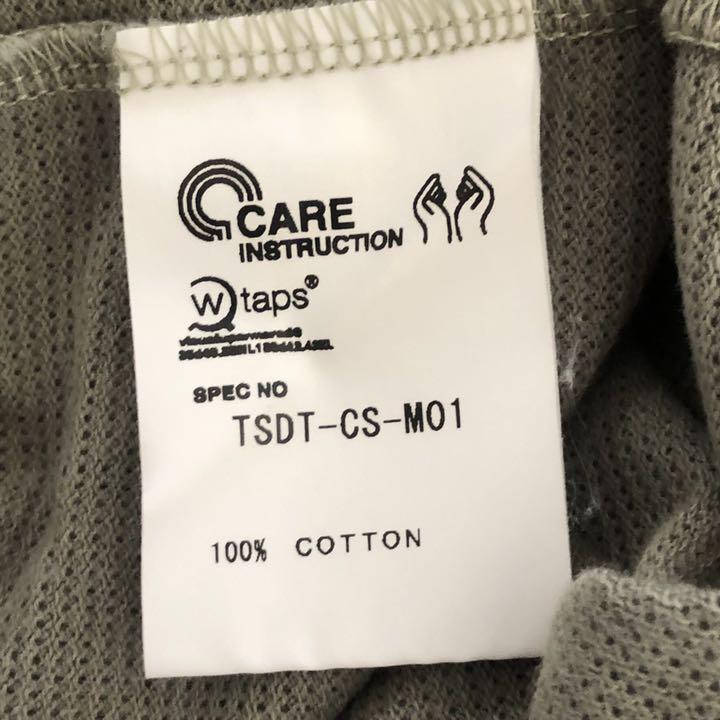 CARE
INSTRUCTION
Wtaps®
SPEC NO
TSDT-CS-M01
100% COTTON